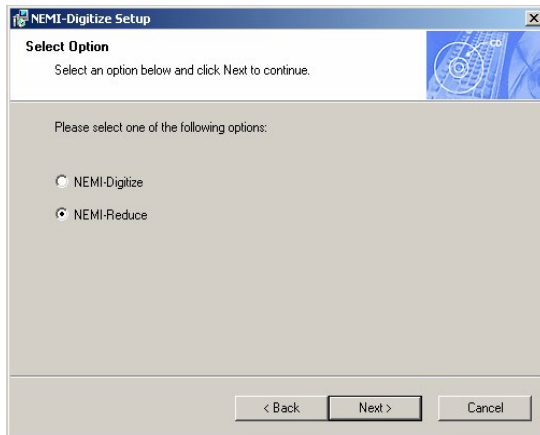 NEMI-Digitize Setup
Select Option
Select an option below and click Next to continue.
Please select one of the following options:
NEMI-Digitize
NEMI-Reduce
< Back Next > Cancel